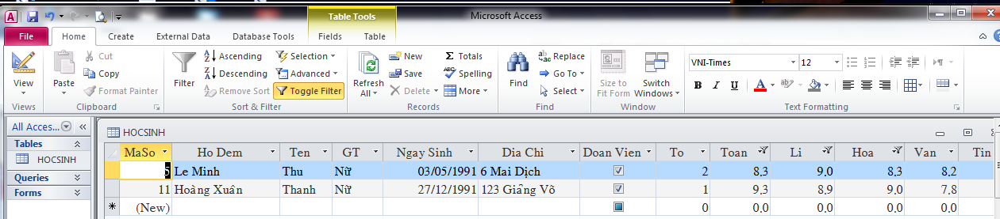 Table Tools
Microsoft Access
File Home Create External Data Database Tools Fields Table
View
Views
Paste
Cut
Copy
Format Painter
Clipboard
Filter
Ascending
Descending
Remove Sort
Selection
Advanced
Toggle Filter
Sort & Filter
Refresh All
New
Save
Delete
Totals
Spelling
More
Records
Find
Replace
Go To
Select
Find
Size to Fit Form
Switch Windows
Window
VNI-Times 12
B I U A
Text Formatting
All Acces... «
Tables
HOCSINH
Queries
Forms
HOCSINH
MaSo Ho Dem Ten GT Ngay Sinh Dia Chi Doan Vien To Toan Li Hoa Van Tin
5 Le Minh Thu Nữ 03/05/1991 6 Mai Dịch 2 8,3 9,0 8,3 8,2
11 Hoàng Xuân Thanh Nữ 27/12/1991 123 Giảng Võ 1 9,3 8,9 9,0 7,8
(New) 0 0,0 0,0 0,0 0,0